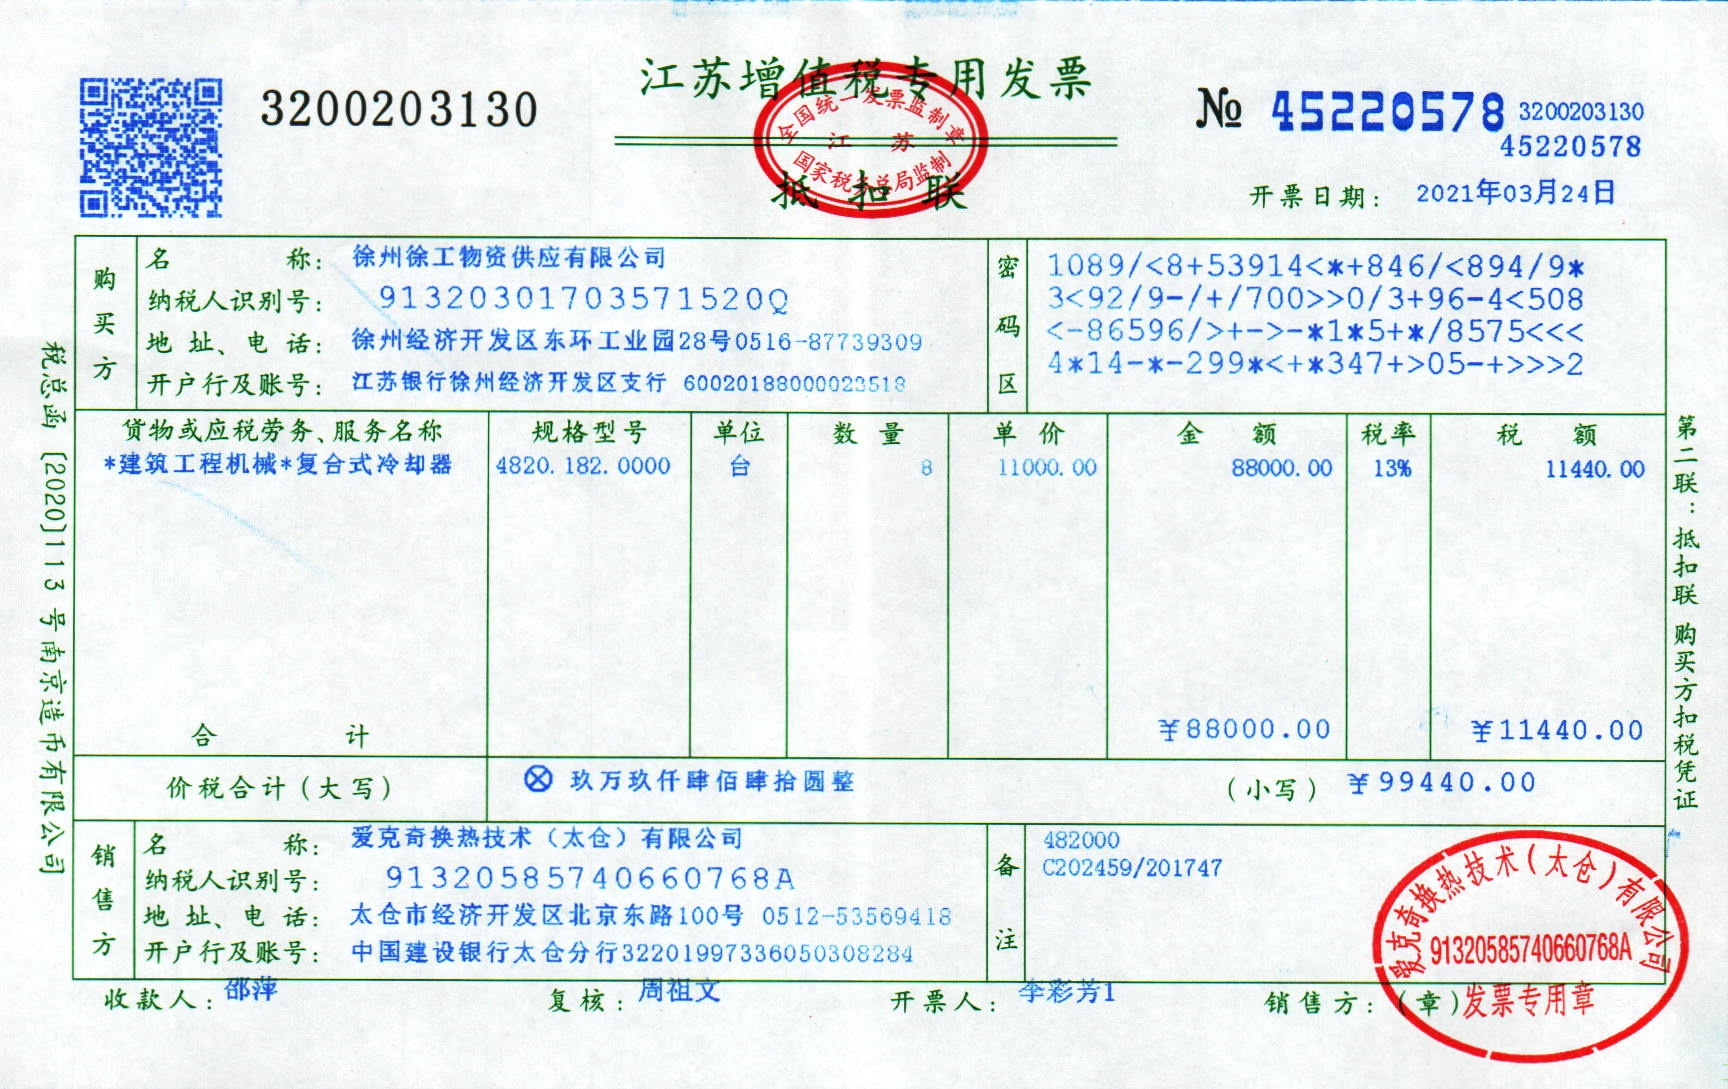 江苏增值税专用发票
3200203130
№ 45220578
3200203130
45220578
全国统一发票监制章
江 苏
国家税务总局监制
抵 扣 联
开票日期： 2021年03月24日
购买方
名 称： 徐州徐工物资供应有限公司
纳税人识别号： 91320301703571520Q
地 址、电 话： 徐州经济开发区东环工业园28号0516-87739309
开户行及账号： 江苏银行徐州经济开发区支行 60020188000023518
密码区
1089/<8+53914<*+846/<894/9*
3<92/9-/+/700>>0/3+96-4<508
<-86596/>+->-*1*5+*/8575<<<
4*14-*-299*<+*347+>05-+>>>2
货物或应税劳务、服务名称 规格型号 单位 数 量 单 价 金 额 税率 税 额
*建筑工程机械*复合式冷却器 4820.182.0000 台 8 11000.00 88000.00 13% 11440.00
合 计 ¥88000.00 ¥11440.00
价税合计（大写） ⊗ 玖万玖仟肆佰肆拾圆整 （小写） ¥99440.00
销售方
名 称： 爱克奇换热技术（太仓）有限公司
纳税人识别号： 91320585740660768A
地 址、电 话： 太仓市经济开发区北京东路100号 0512-53569418
开户行及账号： 中国建设银行太仓分行32201997336050308284
备注
482000
C202459/201747
收款人： 邵萍 复核： 周祖文 开票人： 李彩芳1 销售方：（章）
爱克奇换热技术（太仓）有限公司
91320585740660768A
发票专用章
税总函〔2020〕113号南京造币有限公司
第二联：抵扣联 购买方扣税凭证